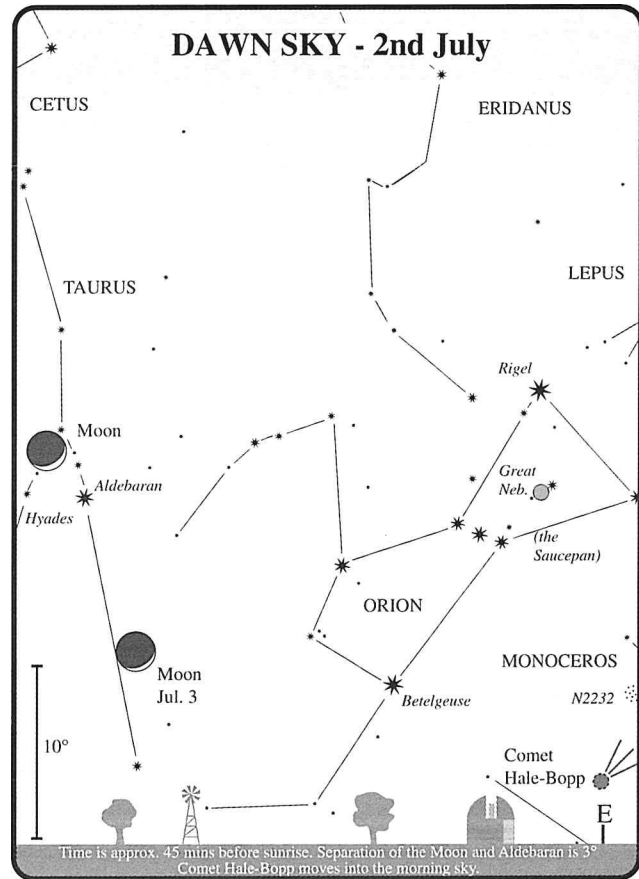 DAWN SKY - 2nd July
CETUS
ERIDANUS
TAURUS
LEPUS
Rigel
Moon
Great
Neb.
Aldebaran
Hyades
(the
Saucepan)
ORION
MONOCEROS
Moon
Jul. 3
N2232
Betelgeuse
10°
Comet
Hale-Bopp
E
Time is approx. 45 mins before sunrise. Separation of the Moon and Aldebaran is 3°
Comet Hale-Bopp moves into the morning sky.